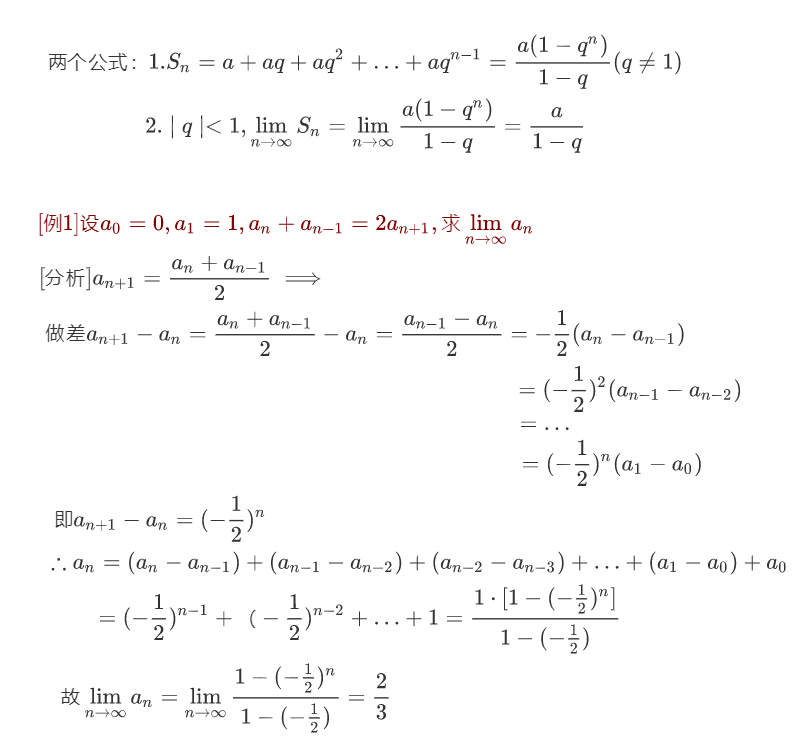 两个公式：$1.S_n = a + aq + aq^2 + \ldots + aq^{n-1} = \frac{a(1-q^n)}{1-q}(q \neq 1)$
$2. \mid q \mid < 1, \lim_{n \to \infty} S_n = \lim_{n \to \infty} \frac{a(1-q^n)}{1-q} = \frac{a}{1-q}$
[例1]设$a_0 = 0, a_1 = 1, a_n + a_{n-1} = 2a_{n+1},$求$\lim_{n \to \infty} a_n$
[分析]$a_{n+1} = \frac{a_n + a_{n-1}}{2} \implies$
做差$a_{n+1} - a_n = \frac{a_n + a_{n-1}}{2} - a_n = \frac{a_{n-1} - a_n}{2} = -\frac{1}{2}(a_n - a_{n-1})$
$= (-\frac{1}{2})^2(a_{n-1} - a_{n-2})$
$= \ldots$
$= (-\frac{1}{2})^n(a_1 - a_0)$
即$a_{n+1} - a_n = (-\frac{1}{2})^n$
$\therefore a_n = (a_n - a_{n-1}) + (a_{n-1} - a_{n-2}) + (a_{n-2} - a_{n-3}) + \ldots + (a_1 - a_0) + a_0$
$= (-\frac{1}{2})^{n-1} + （-\frac{1}{2})^{n-2} + \ldots + 1 = \frac{1 \cdot [1 - (-\frac{1}{2})^n]}{1 - (-\frac{1}{2})}$
故$\lim_{n \to \infty} a_n = \lim_{n \to \infty} \frac{1 - (-\frac{1}{2})^n}{1 - (-\frac{1}{2})} = \frac{2}{3}$